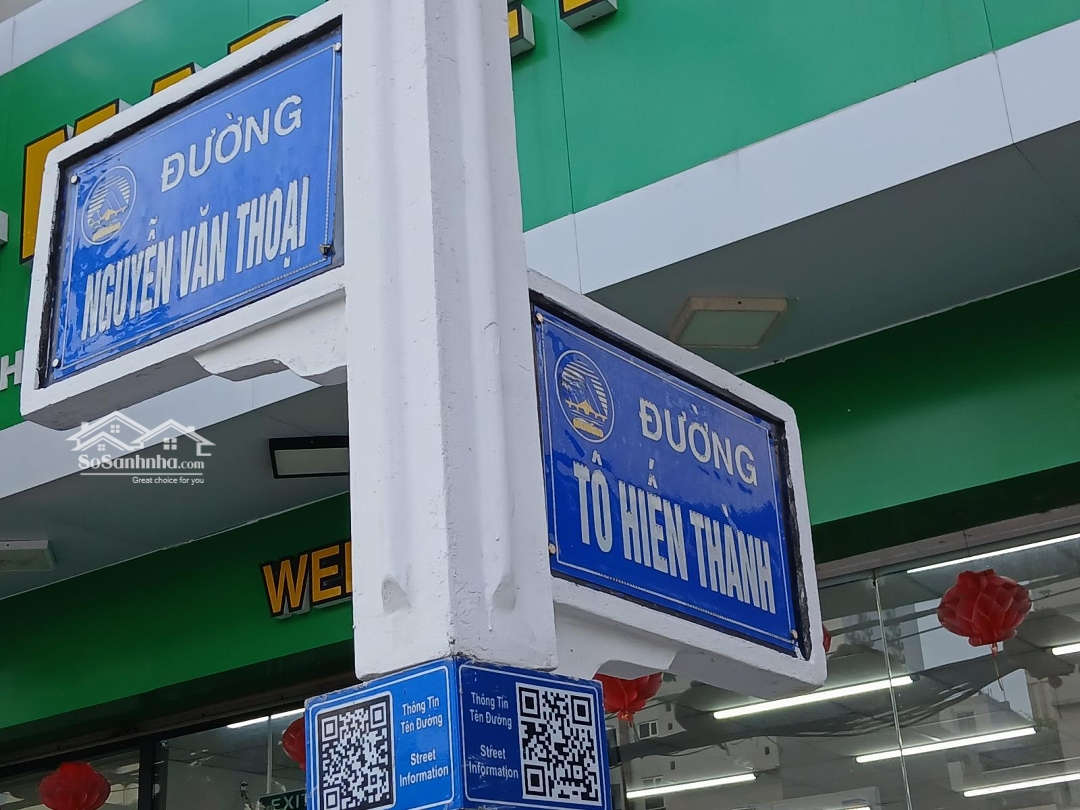 ĐƯỜNG
NGUYỄN VĂN THOẠI
ĐƯỜNG
TÔ HIẾN THÀNH
SoSanhnha.com
Great choice for you
Thông Tin
Tên Đường
Street
Information
Thông Tin
Tên Đường
Street
Information
EXIT